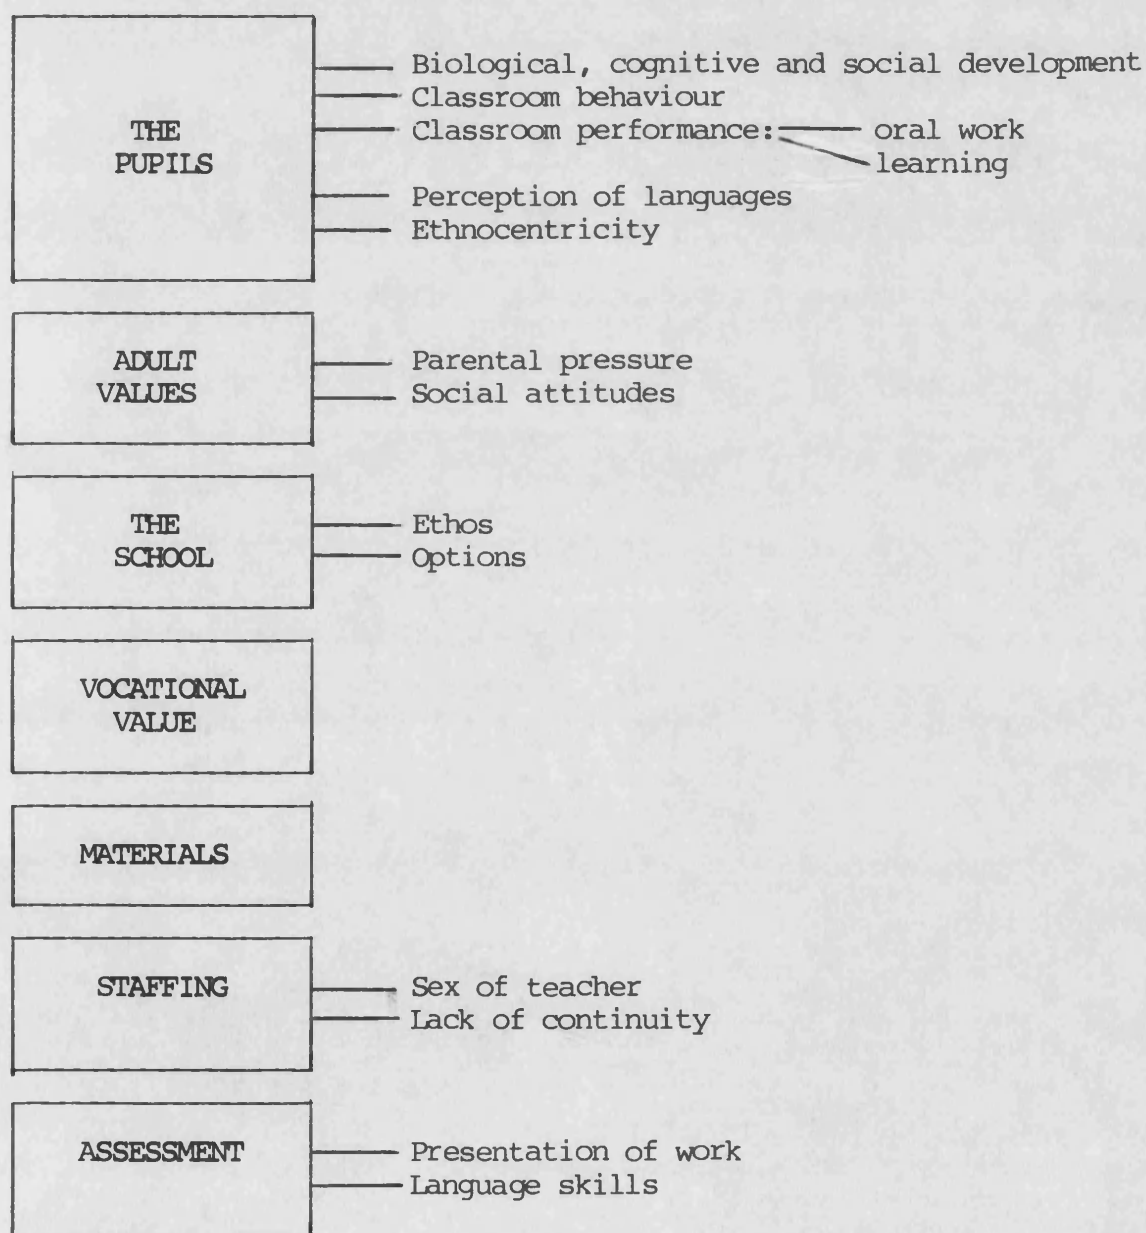 THE
PUPILS
Biological, cognitive and social development
Classroom behaviour
Classroom performance: oral work
learning
Perception of languages
Ethnocentricity
ADULT
VALUES
Parental pressure
Social attitudes
THE
SCHOOL
Ethos
Options
VOCATIONAL
VALUE
MATERIALS
STAFFING
Sex of teacher
Lack of continuity
ASSESSMENT
Presentation of work
Language skills